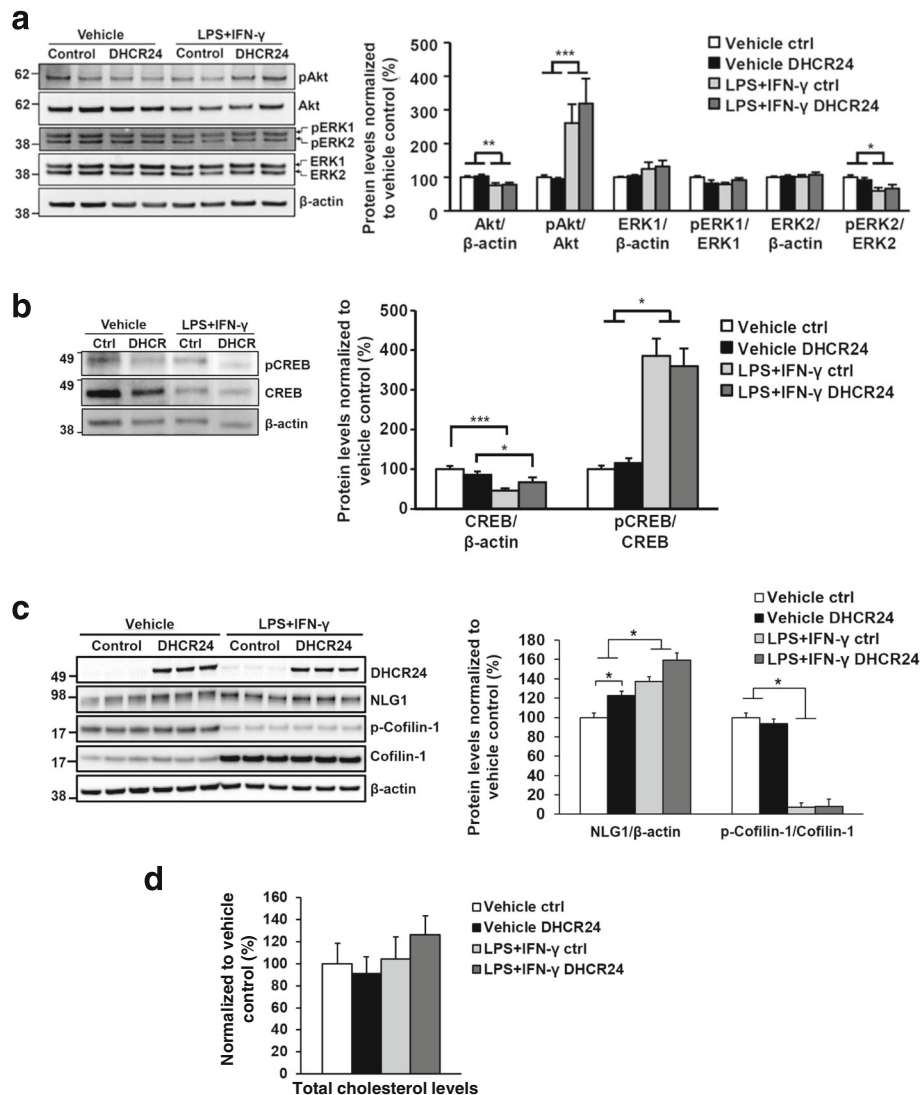 a
Vehicle LPS+IFN-γ
Control DHCR24 Control DHCR24
62
pAkt
62
Akt
pERK1
pERK2
38
ERK1
38
ERK2
β-actin
38
Protein levels normalized
to vehicle control (%)
500
400
300
200
100
0
**
***
*
Vehicle ctrl
Vehicle DHCR24
LPS+IFN-γ ctrl
LPS+IFN-γ DHCR24
Akt/ pAkt/ ERK1/ pERK1/ ERK2/ pERK2/
β-actin Akt β-actin ERK1 β-actin ERK2
b
Vehicle LPS+IFN-γ
Ctrl DHCR Ctrl DHCR
49
pCREB
49
CREB
β-actin
38
Protein levels normalized to
vehicle control (%)
500
400
300
200
100
0
***
*
*
Vehicle ctrl
Vehicle DHCR24
LPS+IFN-γ ctrl
LPS+IFN-γ DHCR24
CREB/ pCREB/
β-actin CREB
c
Vehicle LPS+IFN-γ
Control DHCR24 Control DHCR24
DHCR24
49
98
NLG1
p-Cofilin-1
17
Cofilin-1
17
β-actin
38
Protein levels normalized to
vehicle control (%)
180
160
140
120
100
80
60
40
20
0
*
*
*
Vehicle ctrl
Vehicle DHCR24
LPS+IFN-γ ctrl
LPS+IFN-γ DHCR24
NLG1/β-actin p-Cofilin-1/Cofilin-1
d
Normalized to vehicle
control (%)
160
140
120
100
80
60
40
20
0
Vehicle ctrl
Vehicle DHCR24
LPS+IFN-γ ctrl
LPS+IFN-γ DHCR24
Total cholesterol levels